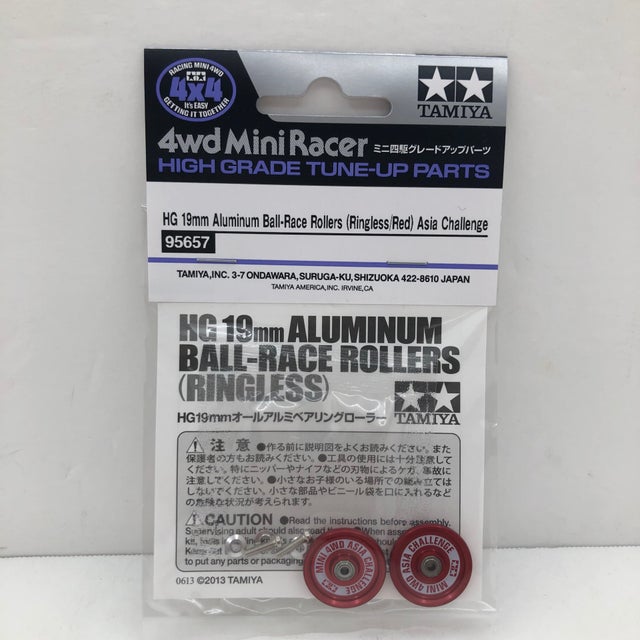 RACING MINI 4WD
4x4
It's EASY
GETTING IT TOGETHER
TAMIYA
4wd Mini Racer ミニ四駆グレードアップパーツ
HIGH GRADE TUNE-UP PARTS
HG 19mm Aluminum Ball-Race Rollers (Ringless/Red) Asia Challenge
95657
TAMIYA,INC. 3-7 ONDAWARA, SURUGA-KU, SHIZUOKA 422-8610 JAPAN
TAMIYA AMERICA, INC. IRVINE,CA
HG 19mm ALUMINUM
BALL-RACE ROLLERS
(RINGLESS)
HG19mmオールアルミベアリングローラー
TAMIYA
注意 ●作る前に説明図をよくお読みください。また
保護者の方もお読みください。●工具の使用には十分注意して
ください。特にニッパーやナイフなどの刃物によるケガ、事故に
注意してください。●小さなお子様のいる場所での組み立ては
しないでください。小さな部品やビニール袋を口に入れるなど
の危険な状況が考えられます。
CAUTION ●Read the instructions before assembly.
Supervising adult should also read
to put any parts or packaging
0613 ©2013 TAMIYA
MINI 4WD ASIA CHALLENGE
MINI 4WD ASIA CHALLENGE